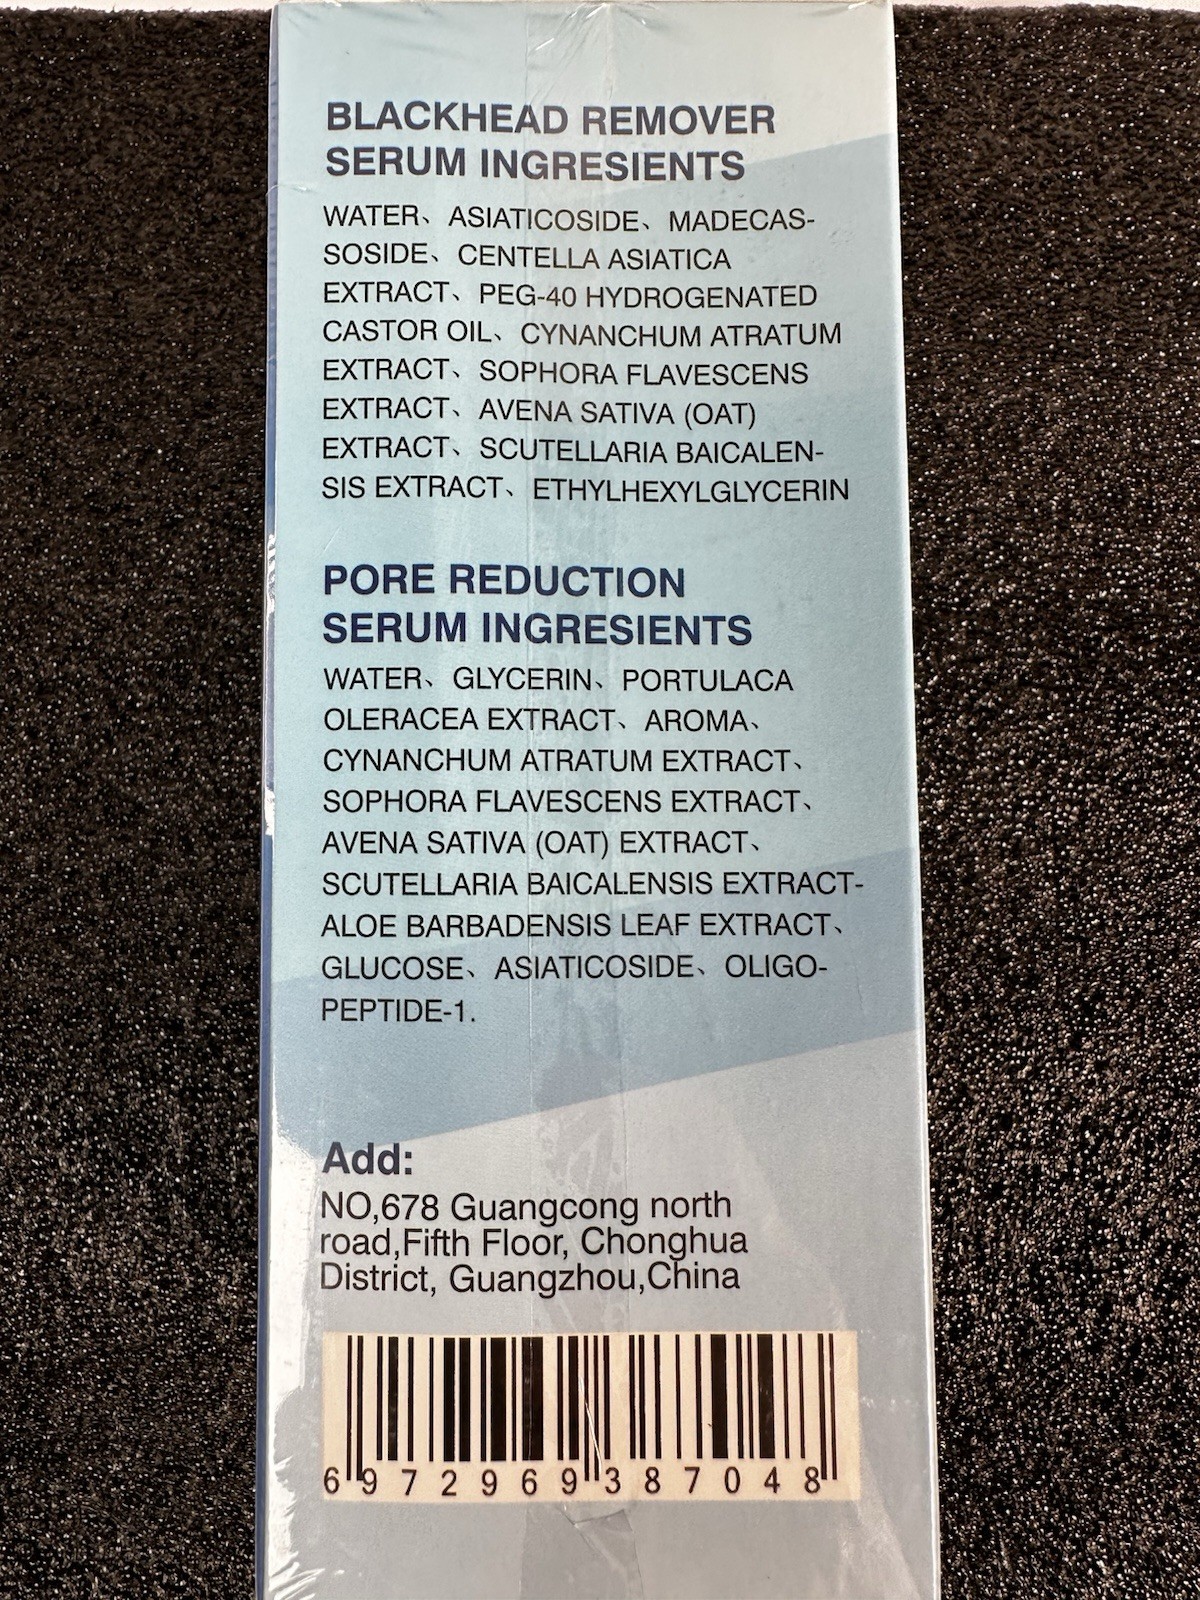 BLACKHEAD REMOVER
SERUM INGRESIENTS
WATER、ASIATICOSIDE、MADECAS-
SOSIDE、CENTELLA ASIATICA
EXTRACT、PEG-40 HYDROGENATED
CASTOR OIL、CYNANCHUM ATRATUM
EXTRACT、SOPHORA FLAVESCENS
EXTRACT、AVENA SATIVA (OAT)
EXTRACT、SCUTELLARIA BAICALEN-
SIS EXTRACT、ETHYLHEXYLGLYCERIN
PORE REDUCTION
SERUM INGRESIENTS
WATER、GLYCERIN、PORTULACA
OLERACEA EXTRACT、AROMA、
CYNANCHUM ATRATUM EXTRACT、
SOPHORA FLAVESCENS EXTRACT、
AVENA SATIVA (OAT) EXTRACT、
SCUTELLARIA BAICALENSIS EXTRACT-
ALOE BARBADENSIS LEAF EXTRACT、
GLUCOSE、ASIATICOSIDE、OLIGO-
PEPTIDE-1.
Add:
NO,678 Guangcong north
road,Fifth Floor, Chonghua
District, Guangzhou,China
6972969387048